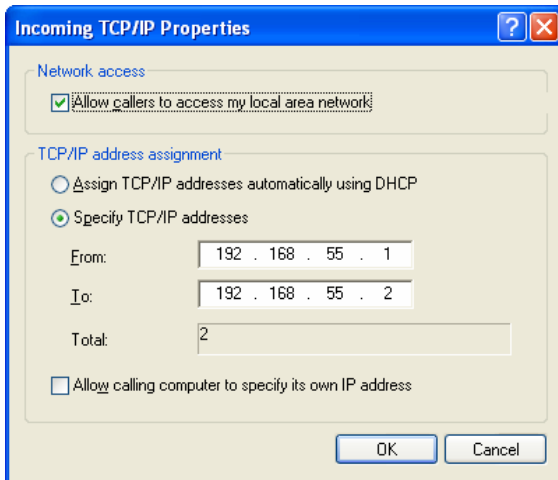 Incoming TCP/IP Properties
Network access
Allow callers to access my local area network
TCP/IP address assignment
Assign TCP/IP addresses automatically using DHCP
Specify TCP/IP addresses
From: 192 . 168 . 55 . 1
To: 192 . 168 . 55 . 2
Total: 2
Allow calling computer to specify its own IP address
OK Cancel